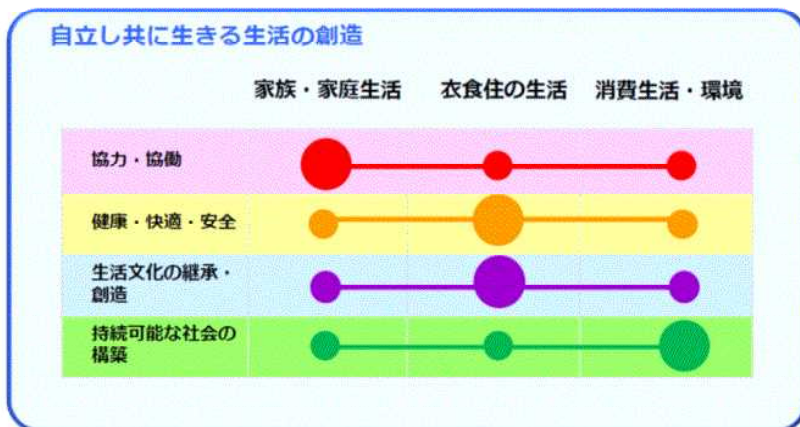 自立し共に生きる生活の創造
家族・家庭生活 衣食住の生活 消費生活・環境
協力・協働
健康・快適・安全
生活文化の継承・
創造
持続可能な社会の
構築